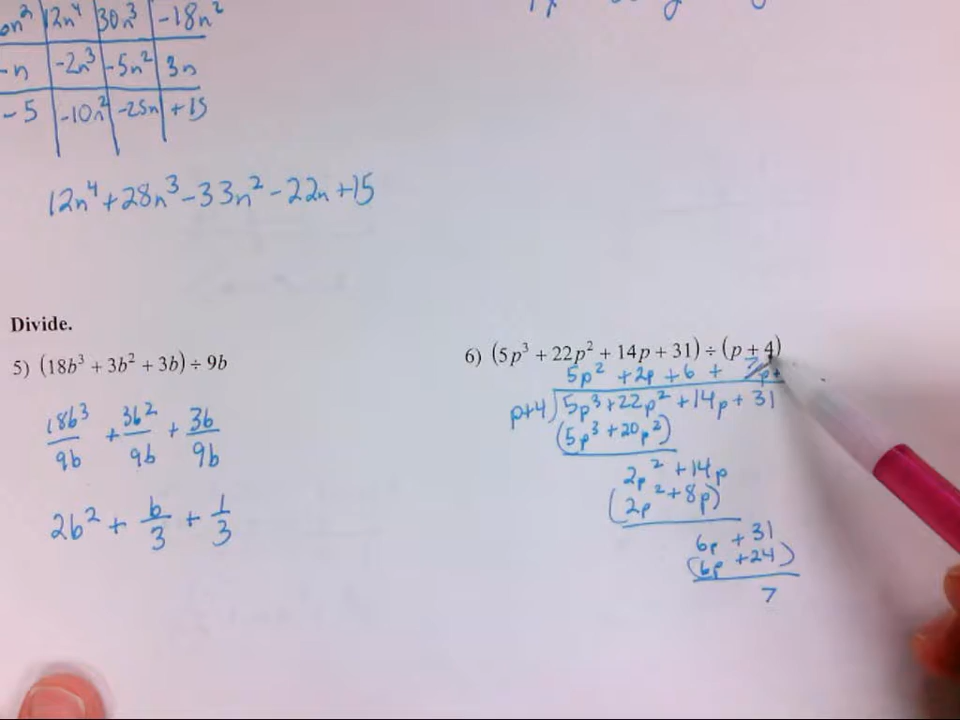 12n⁴ 30n³ -18n²
-n -2n³ -5n² 3n
-5 -10n² -25n +15
12n⁴ + 28n³ - 33n² - 22n + 15
Divide.
5) (18b³ + 3b² + 3b) ÷ 9b
18b³/9b + 3b²/9b + 3b/9b
2b² + b/3 + 1/3
6) (5p³ + 22p² + 14p + 31) ÷ (p + 4)
5p² + 2p + 6 + 7/p+
p+4 5p³ + 22p² + 14p + 31
(5p³ + 20p²)
2p² + 14p
(2p² + 8p)
6p + 31
(6p + 24)
7